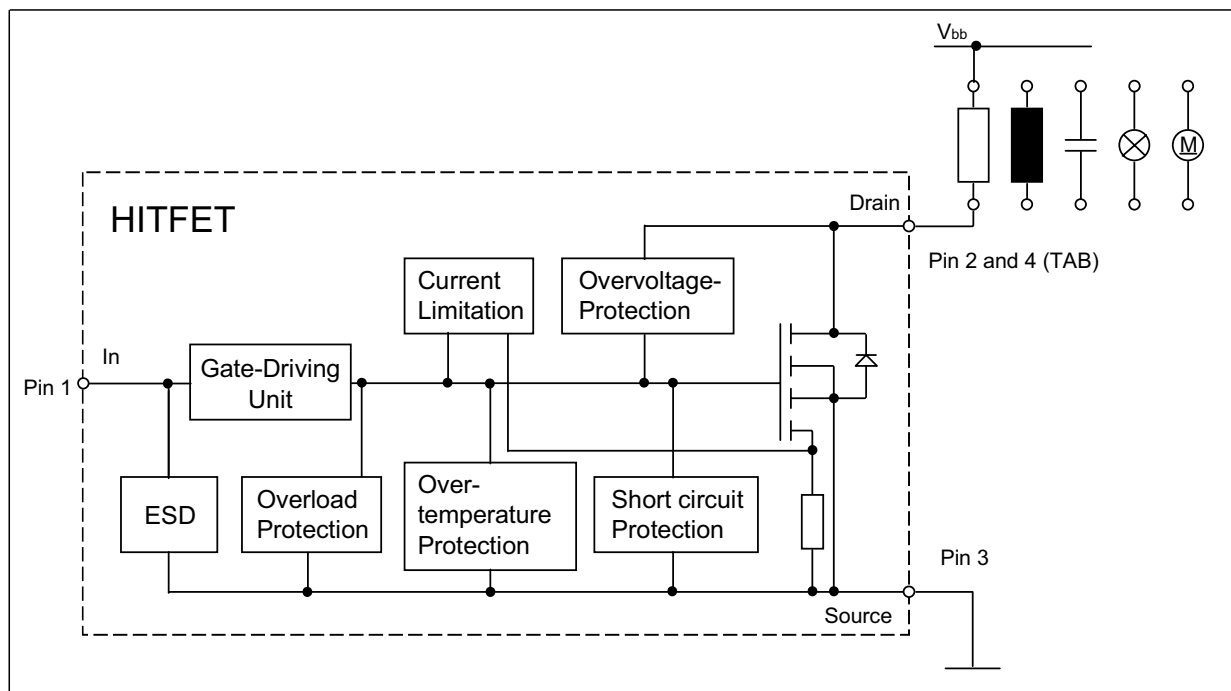 Vbb
M
HITFET
Drain
Pin 2 and 4 (TAB)
Current
Limitation
Overvoltage-
Protection
In
Pin 1
Gate-Driving
Unit
ESD
Overload
Protection
Over-
temperature
Protection
Short circuit
Protection
Pin 3
Source